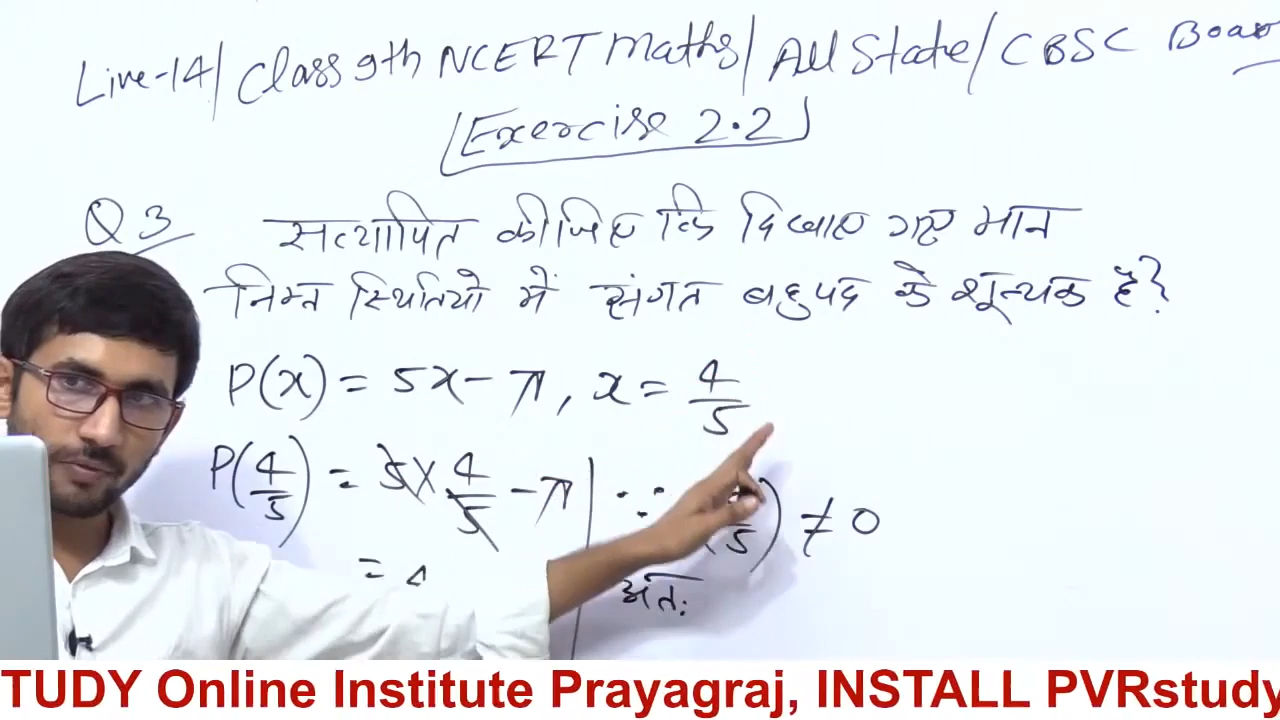 Live-14/ Class 9th NCERT Maths/ All State/ CBSC Boar
Exercise 2.2
Q3 सत्यापित कीजिए कि दिखाए गए मान
निम्न स्थितियो में संगत बहुपद के शून्यक है?
P(x) = 5x - π, x = 4/5
P(4/5) = 5 × 4/5 - π
= 4
∵ 5) ≠ 0
अतः
TUDY Online Institute Prayagraj, INSTALL PVRstudy